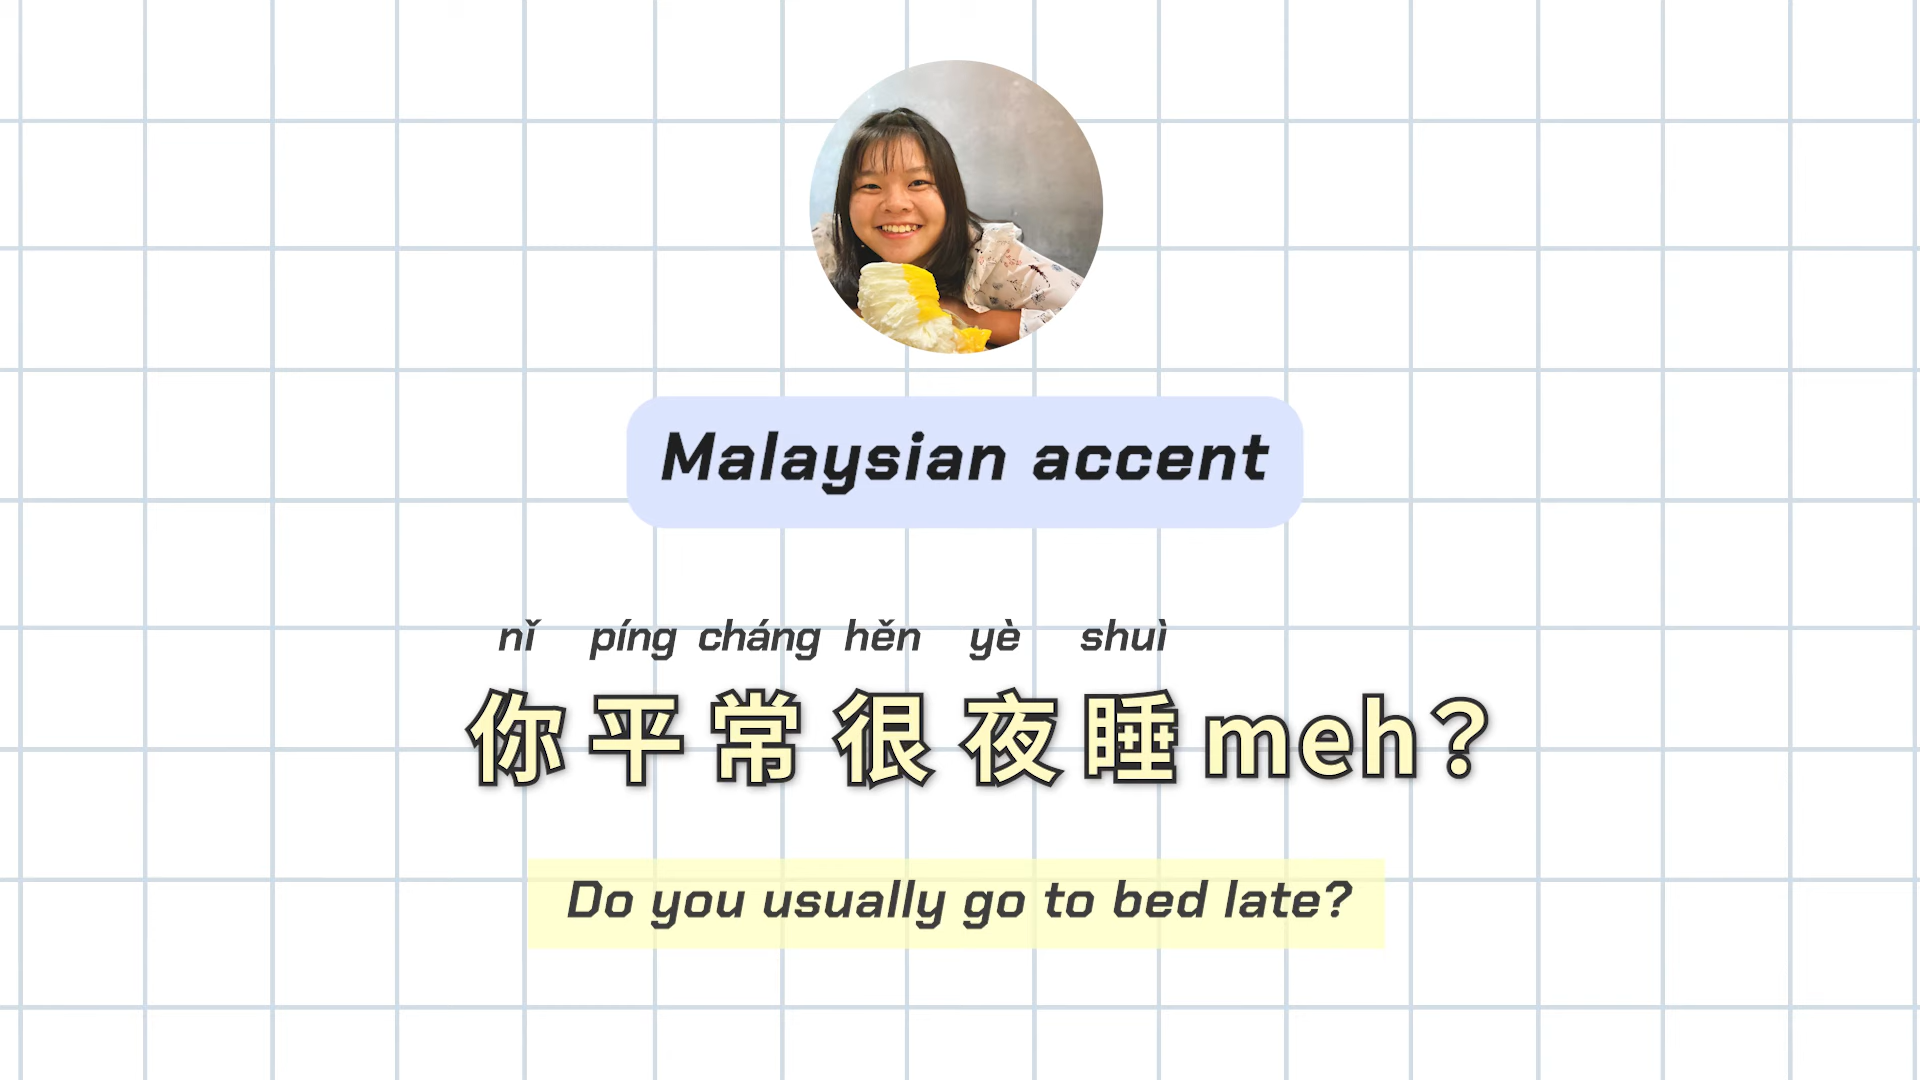 Malaysian accent
nǐ píng cháng hěn yè shuì
你平常很夜睡meh?
Do you usually go to bed late?